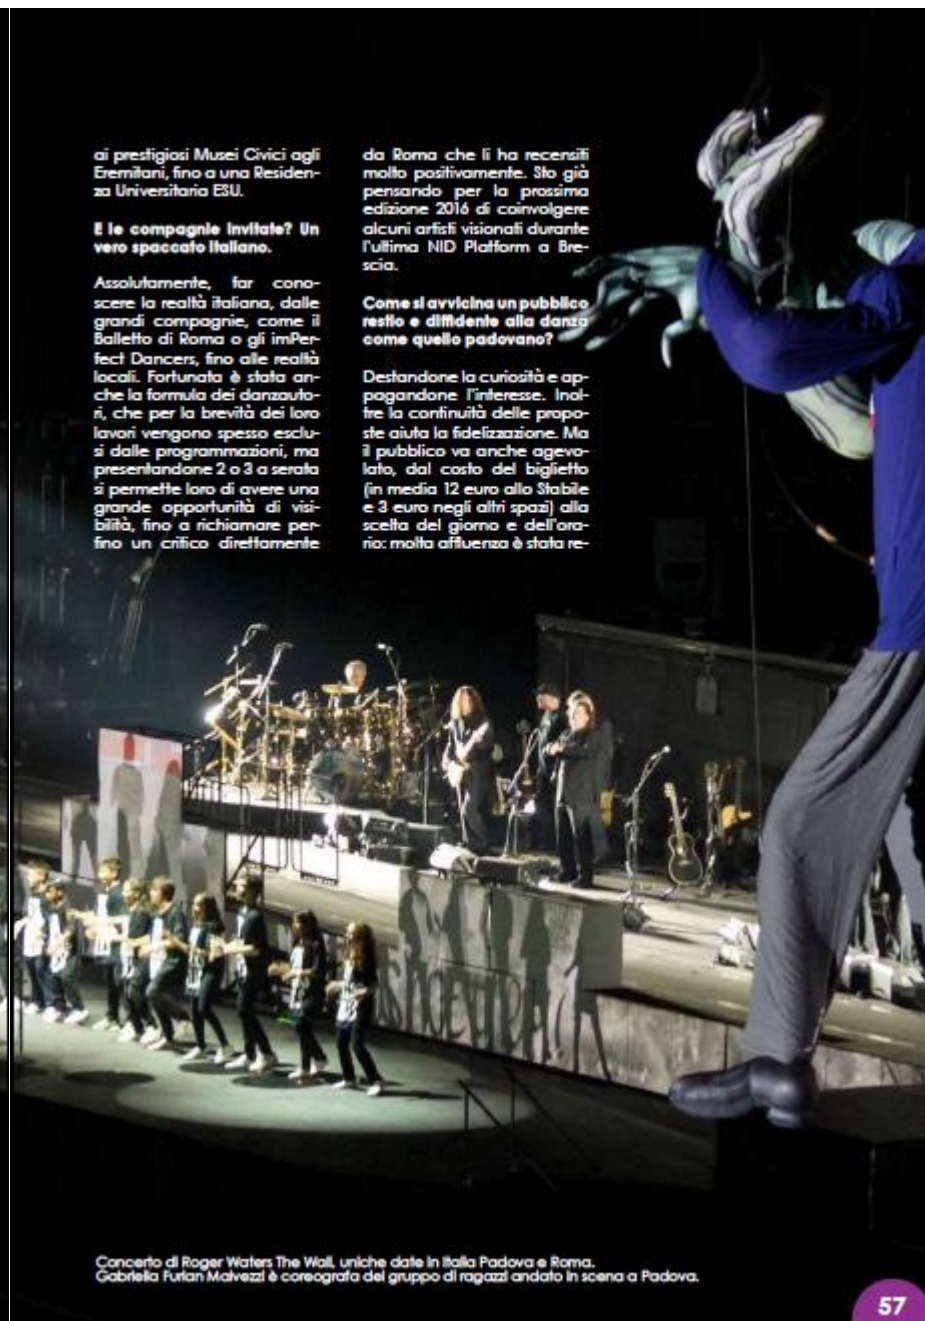 ai prestigiosi Musei Civici agli
Eremitani, fino a una Residen-
za Universitaria ESU.
E le compagnie invitate? Un
vero spaccato italiano.
Assolutamente, far cono-
scere la realtà italiana, dalle
grandi compagnie, come il
Balletto di Roma o gli imPer-
fect Dancers, fino alle realtà
locali. Fortunata è stata an-
che la formula dei danzauto-
ri, che per la brevità dei loro
lavori vengono spesso esclu-
si dalle programmazioni, ma
presentandone 2 o 3 a serata
si permette loro di avere una
grande opportunità di visi-
bilità, fino a richiamare per-
fino un critico direttamente
da Roma che li ha recensiti
molto positivamente. Sto già
pensando per la prossima
edizione 2016 di coinvolgere
alcuni artisti visionati durante
l'ultima NID Platform a Bre-
scia.
Come si avvicina un pubblico
restio e diffidente alla danza
come quello padovano?
Destandone la curiosità e ap-
pagandone l'interesse. Inol-
tre la continuità delle propo-
ste aiuta la fidelizzazione. Ma
il pubblico va anche agevo-
lato, dal costo del biglietto
(in media 12 euro allo Stabile
e 3 euro negli altri spazi) alla
scelta del giorno e dell'ora-
rio: molta affluenza è stata re-
Concerto di Roger Waters The Wall, uniche date in Italia Padova e Roma.
Gabriella Furlan Malvezzi è coreografa del gruppo di ragazzi andato in scena a Padova.
57